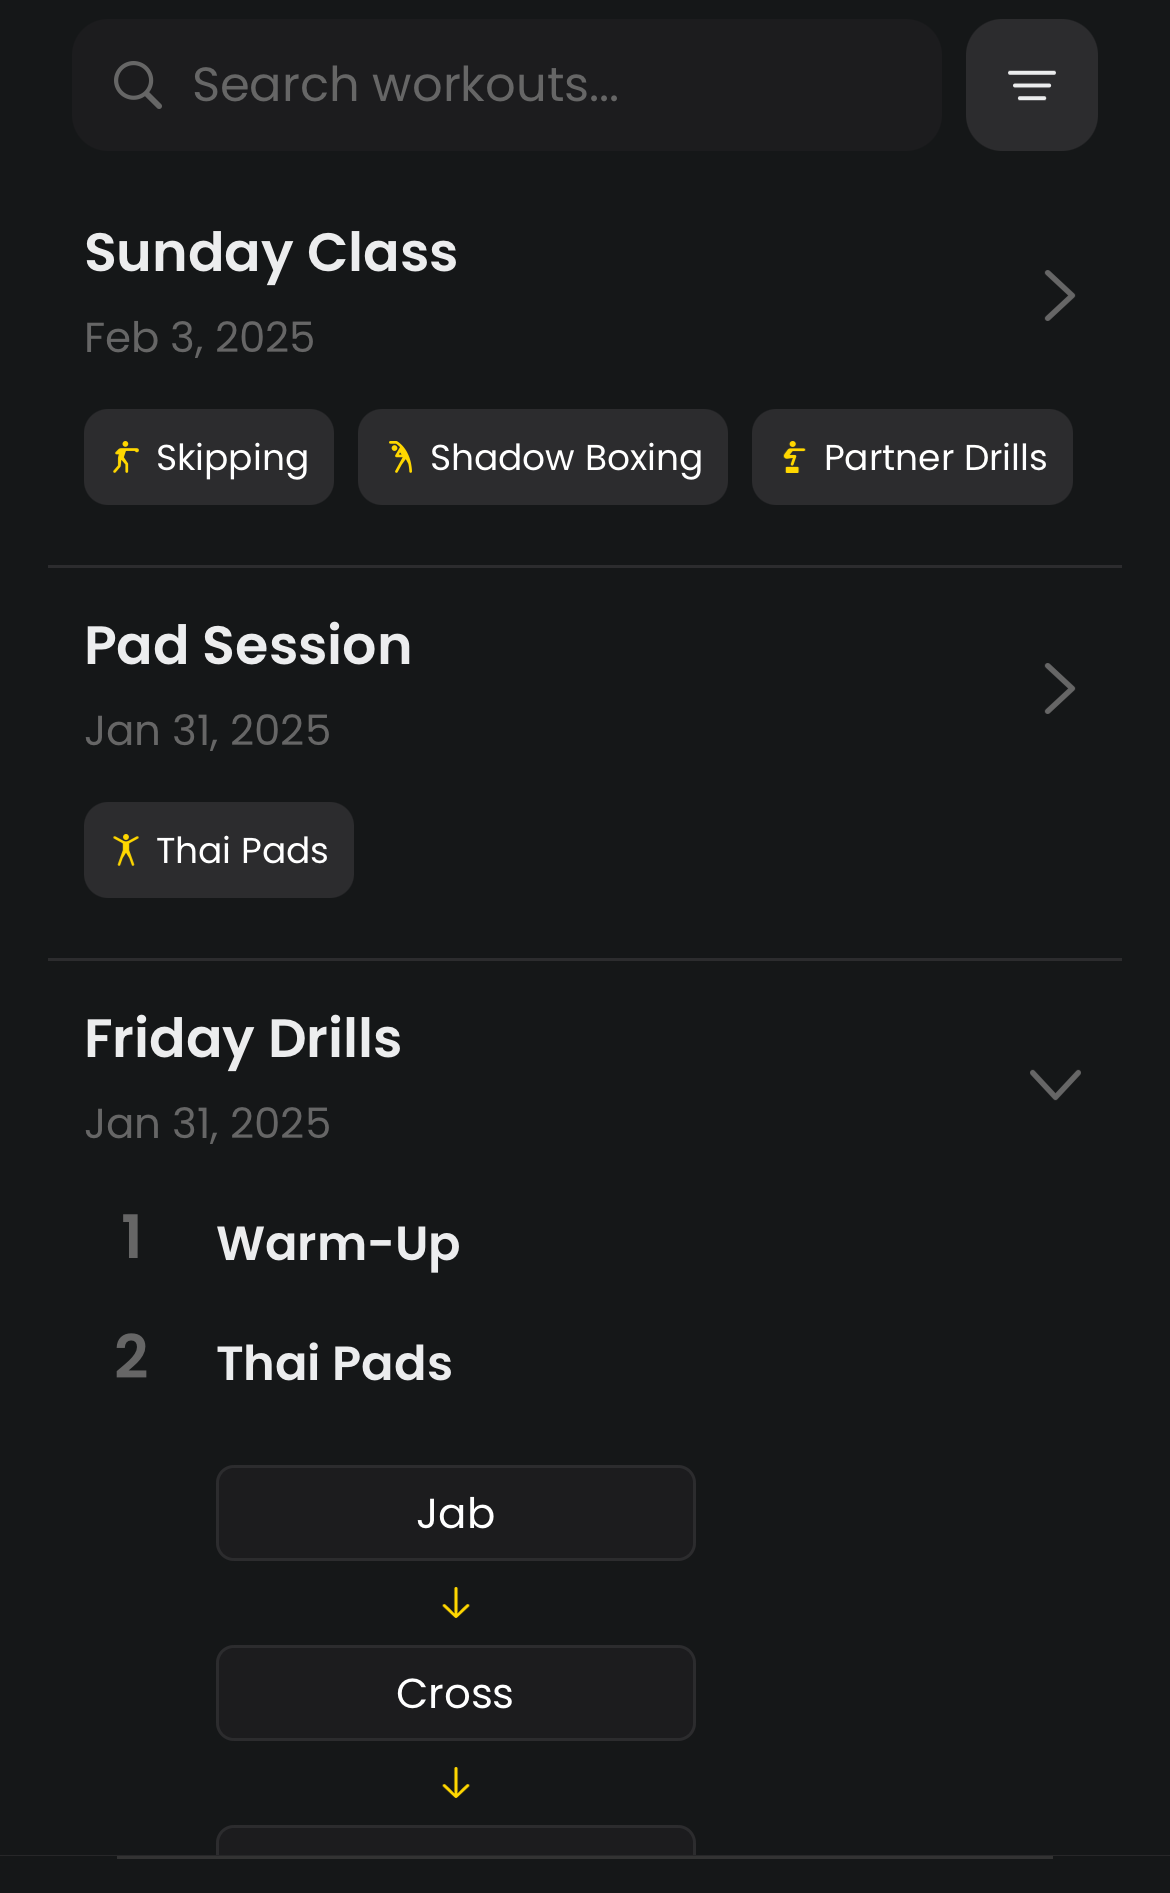 Search workouts...
Sunday Class
Feb 3, 2025
Skipping
Shadow Boxing
Partner Drills
Pad Session
Jan 31, 2025
Thai Pads
Friday Drills
Jan 31, 2025
1 Warm-Up
2 Thai Pads
Jab
Cross